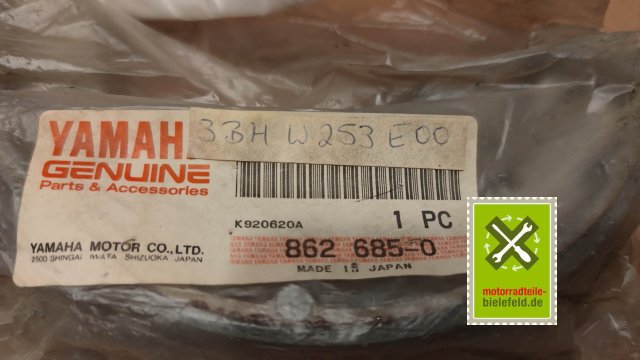 YAMAH
3BH W253 E00
GENUINE
Parts & Accessories
K920620A
1 PC
YAMAHA MOTOR CO.,LTD.
2500 SHINGAI IWATA SHIZUOKA JAPAN
862 685-0
MADE IN JAPAN
motorradteile-
bielefeld.de